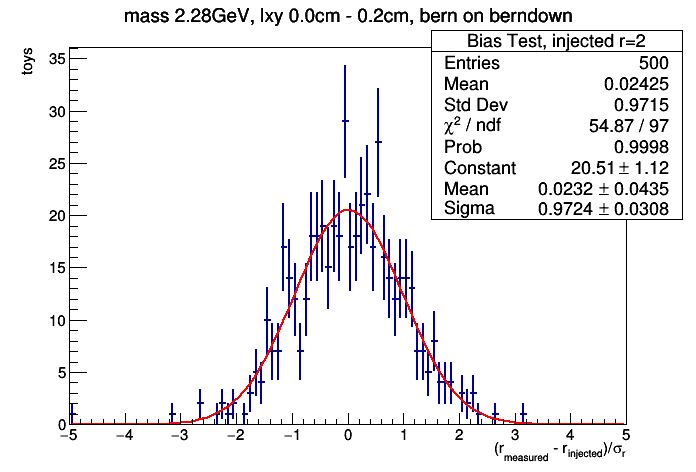 mass 2.28GeV, lxy 0.0cm - 0.2cm, bern on berndown
Bias Test, injected r=2
Entries 500
Mean 0.02425
Std Dev 0.9715
χ² / ndf 54.87 / 97
Prob 0.9998
Constant 20.51 ± 1.12
Mean 0.0232 ± 0.0435
Sigma 0.9724 ± 0.0308
toys
35
30
25
20
15
10
5
0
−5 −4 −3 −2 −1 0 1 2 3 4 5
(r_measured - r_injected)/σ_r